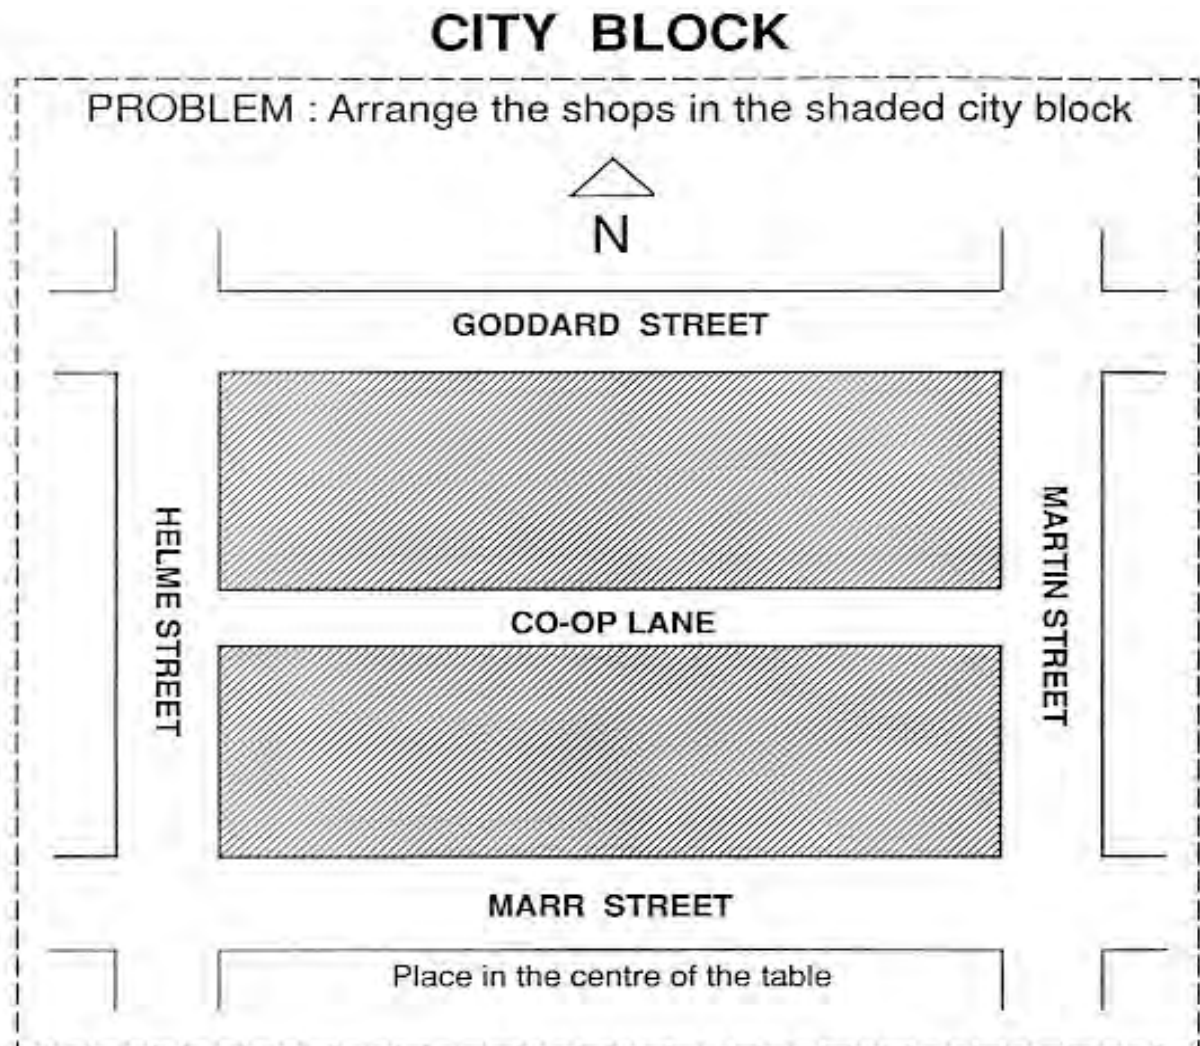 CITY BLOCK
PROBLEM : Arrange the shops in the shaded city block
N
GODDARD STREET
HELME STREET
MARTIN STREET
CO-OP LANE
MARR STREET
Place in the centre of the table